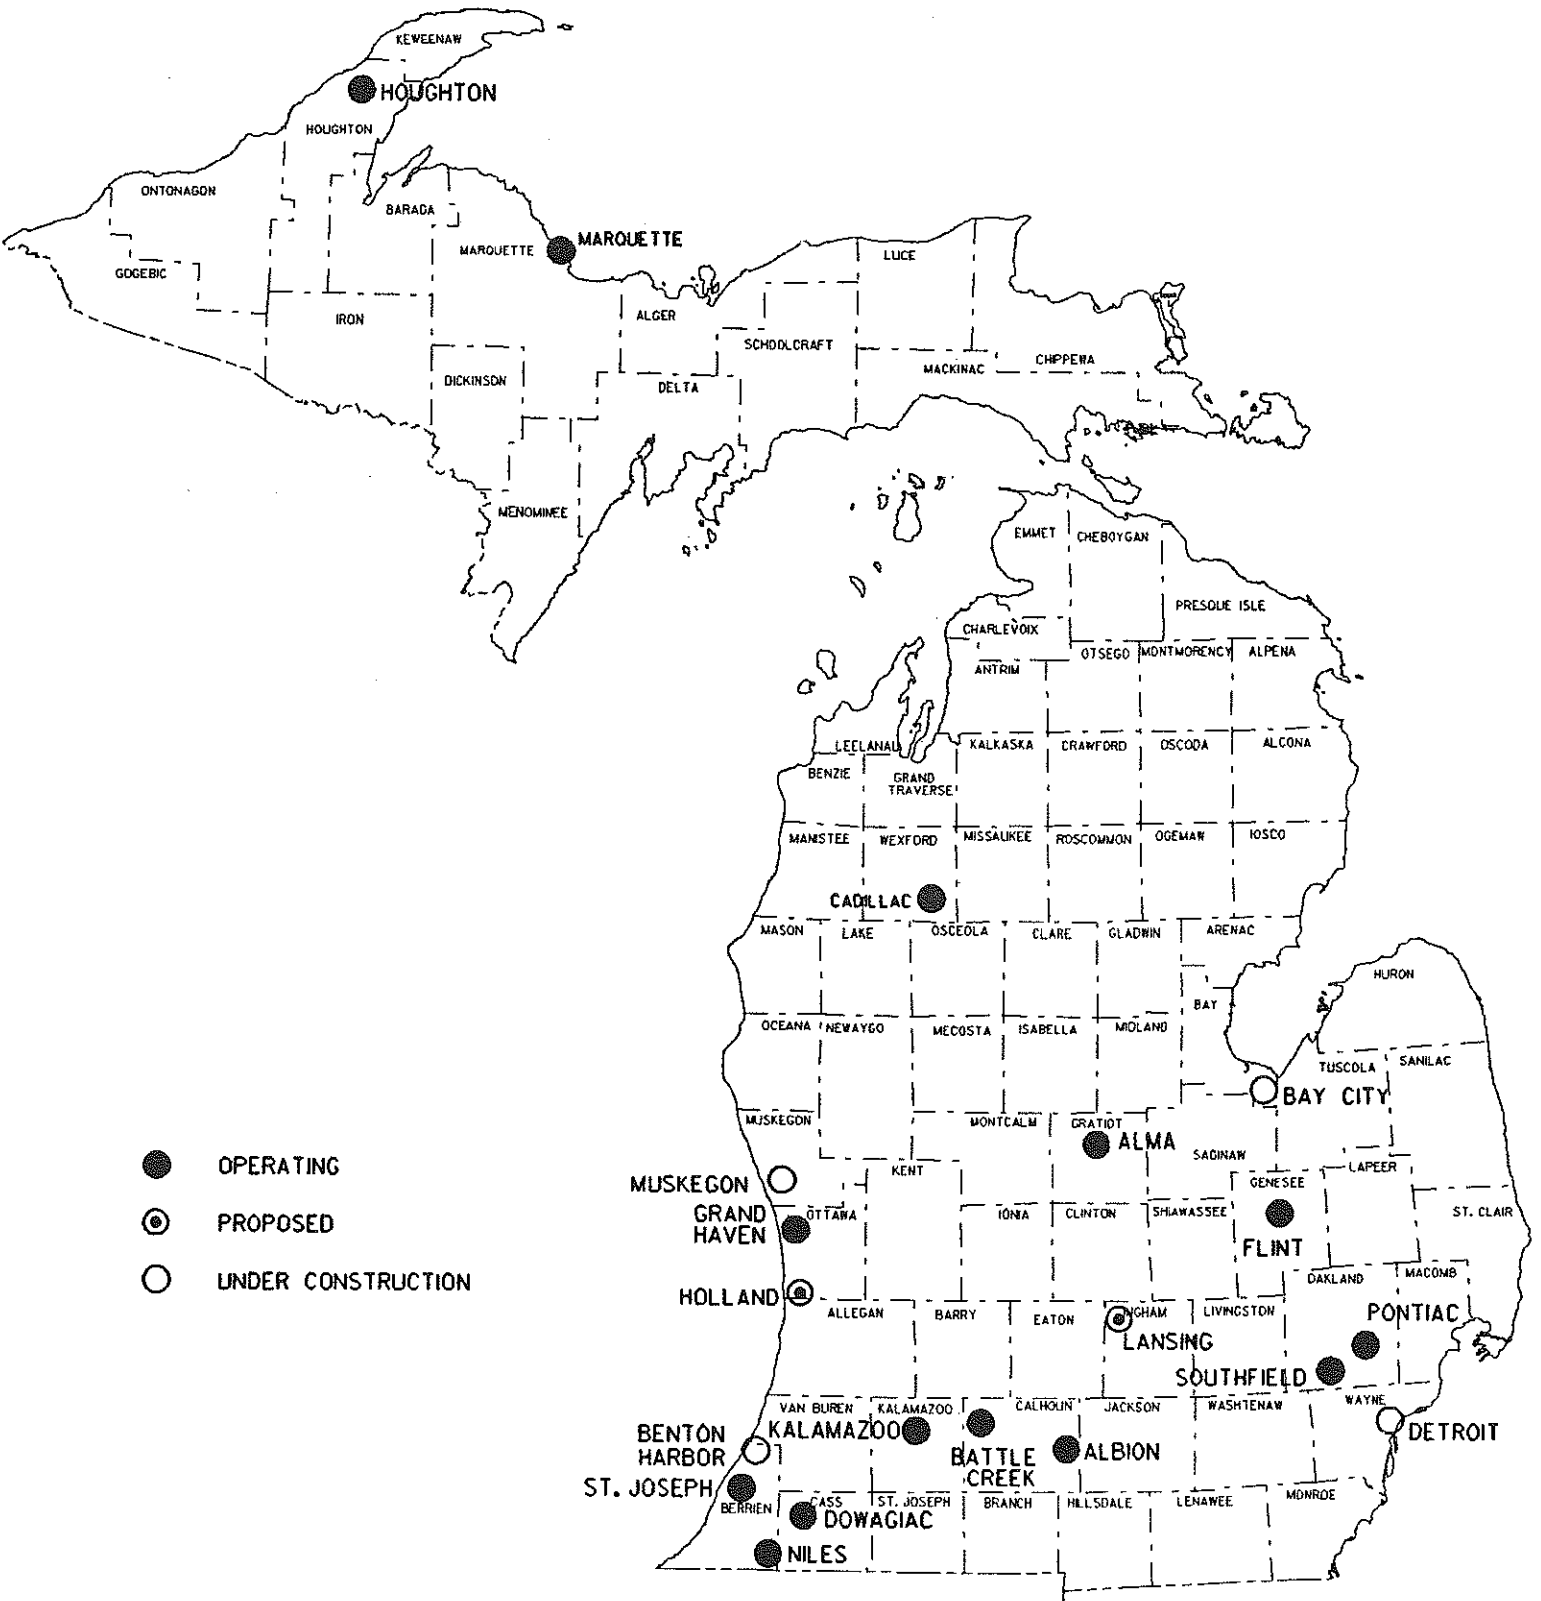 KEWEENAW
HOUGHTON
HOUGHTON
ONTONAGON
BARAGA
MARQUETTE
MARQUETTE
LUCE
GOGEBIC
IRON
ALGER
SCHOOLCRAFT
CHIPPEWA
MACKINAC
DICKINSON
DELTA
MENOMINEE
EMMET
CHEBOYGAN
PRESQUE ISLE
CHARLEVOIX
OTSEGO
MONTMORENCY
ALPENA
ANTRIM
LEELANAU
KALKASKA
CRAWFORD
OSCODA
ALCONA
BENZIE
GRAND
TRAVERSE
MANISTEE
WEXFORD
MISSAUKEE
ROSCOMMON
OGEMAW
IOSCO
CADILLAC
MASON
LAKE
OSCEOLA
CLARE
GLADWIN
ARENAC
HURON
BAY
OCEANA
NEWAYGO
MECOSTA
ISABELLA
MIDLAND
TUSCOLA
SANILAC
BAY CITY
MUSKEGON
MONTCALM
GRATIOT
ALMA
SAGINAW
LAPEER
OPERATING
KENT
GENESEE
MUSKEGON
PROPOSED
GRAND
HAVEN
OTTAWA
IONIA
CLINTON
SHIAWASSEE
ST. CLAIR
FLINT
UNDER CONSTRUCTION
OAKLAND
MACOMB
HOLLAND
ALLEGAN
BARRY
EATON
INGHAM
LIVINGSTON
PONTIAC
LANSING
SOUTHFIELD
VAN BUREN
KALAMAZOO
CALHOUN
JACKSON
WASHTENAW
WAYNE
BENTON
HARBOR
KALAMAZOO
BATTLE
CREEK
ALBION
DETROIT
ST. JOSEPH
BERRIEN
CASS
ST. JOSEPH
BRANCH
HILLSDALE
LENAWEE
MONROE
DOWAGIAC
NILES